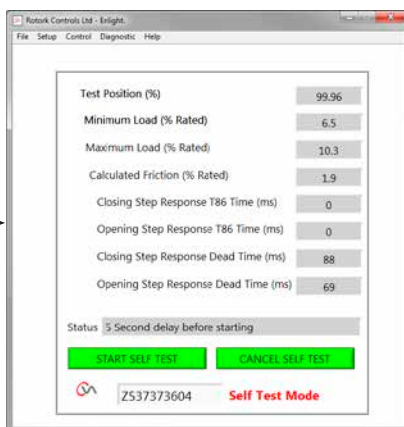 Rotork Controls Ltd - Enlight.
File Setup Control Diagnostic Help
Test Position (%) 99.96
Minimum Load (% Rated) 6.5
Maximum Load (% Rated) 10.3
Calculated Friction (% Rated) 1.9
Closing Step Response T86 Time (ms) 0
Opening Step Response T86 Time (ms) 0
Closing Step Response Dead Time (ms) 88
Opening Step Response Dead Time (ms) 69
Status 5 Second delay before starting
START SELF TEST CANCEL SELF TEST
ZS37373604 Self Test Mode